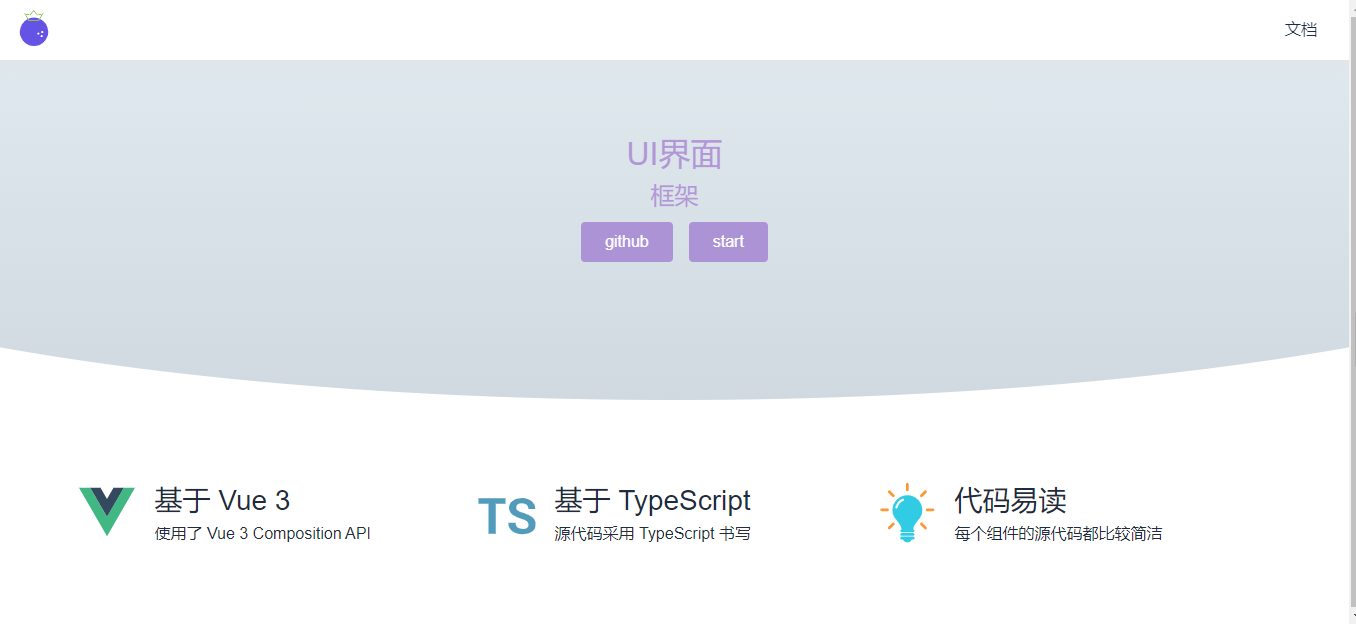 文档
UI界面
框架
github
start
基于 Vue 3
使用了 Vue 3 Composition API
TS
基于 TypeScript
源代码采用 TypeScript 书写
代码易读
每个组件的源代码都比较简洁